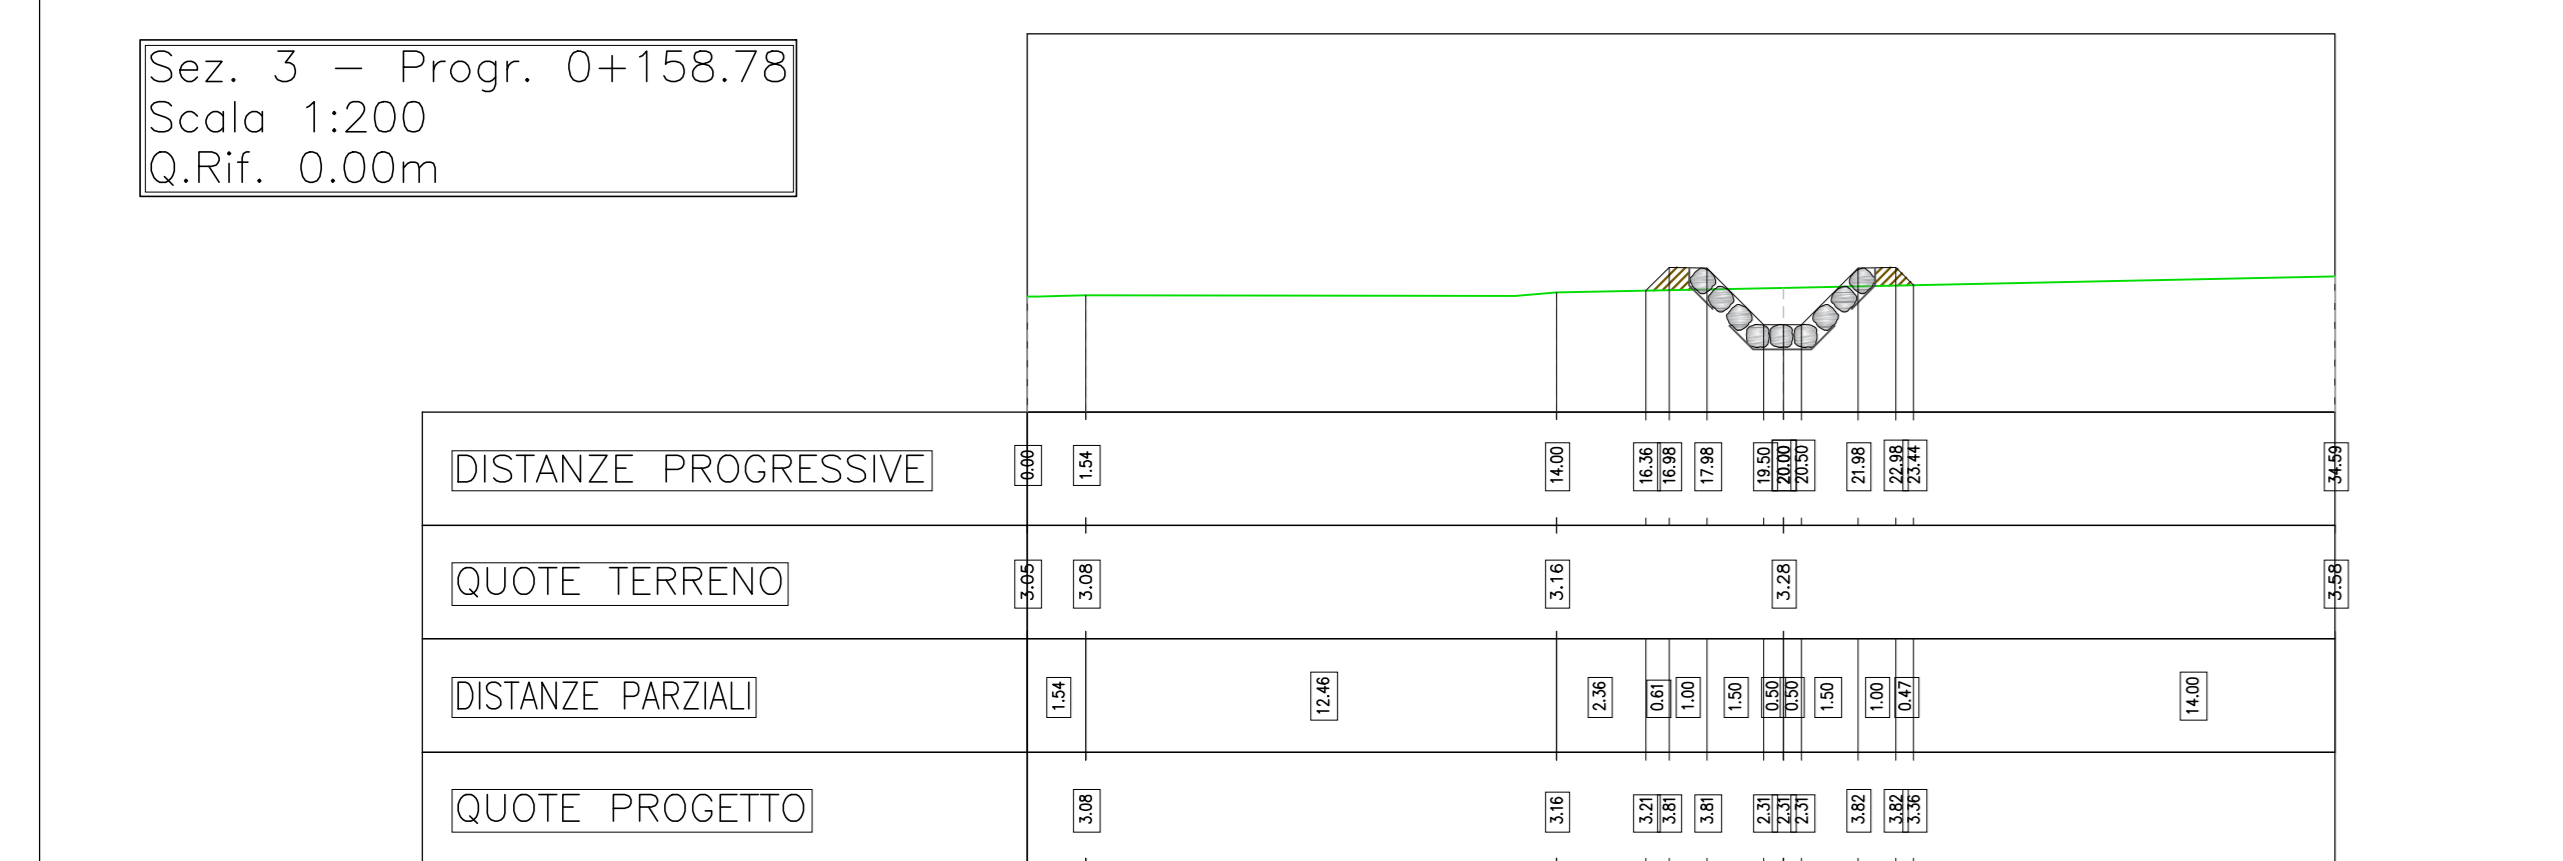 Sez. 3 - Progr. 0+158.78
Scala 1:200
Q.Rif. 0.00m
DISTANZE PROGRESSIVE 0.00 1.54 14.00 16.36 16.98 17.98 19.50 20.00 20.50 21.98 22.98 23.44 34.59
QUOTE TERRENO 3.05 3.08 3.16 3.28 3.58
DISTANZE PARZIALI 1.54 12.46 2.36 0.61 1.00 1.50 0.50 0.50 1.50 1.00 0.47 14.00
QUOTE PROGETTO 3.08 3.16 3.21 3.81 3.81 2.31 2.31 2.31 3.82 3.82 3.36